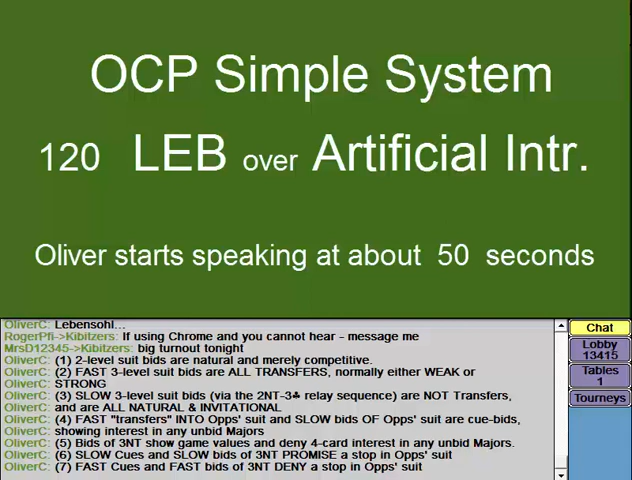 OCP Simple System
120 LEB over Artificial Intr.
Oliver starts speaking at about 50 seconds
OliverC: Lebensohl...
RogerPfi->Kibitzers: If using Chrome and you cannot hear - message me
MrsD12345->Kibitzers: big turnout tonight
OliverC: (1) 2-level suit bids are natural and merely competitive.
OliverC: (2) FAST 3-level suit bids are ALL TRANSFERS, normally either WEAK or
OliverC: STRONG
OliverC: (3) SLOW 3-level suit bids (via the 2NT-3♣ relay sequence) are NOT Transfers,
OliverC: and are ALL NATURAL & INVITATIONAL
OliverC: (4) FAST "transfers" INTO Opps' suit and SLOW bids OF Opps' suit are cue-bids,
OliverC: showing interest in any unbid Majors
OliverC: (5) Bids of 3NT show game values and deny 4-card interest in any unbid Majors.
OliverC: (6) SLOW Cues and SLOW bids of 3NT PROMISE a stop in Opps' suit
OliverC: (7) FAST Cues and FAST bids of 3NT DENY a stop in Opps' suit
Chat
Lobby
13415
Tables
1
Tourneys